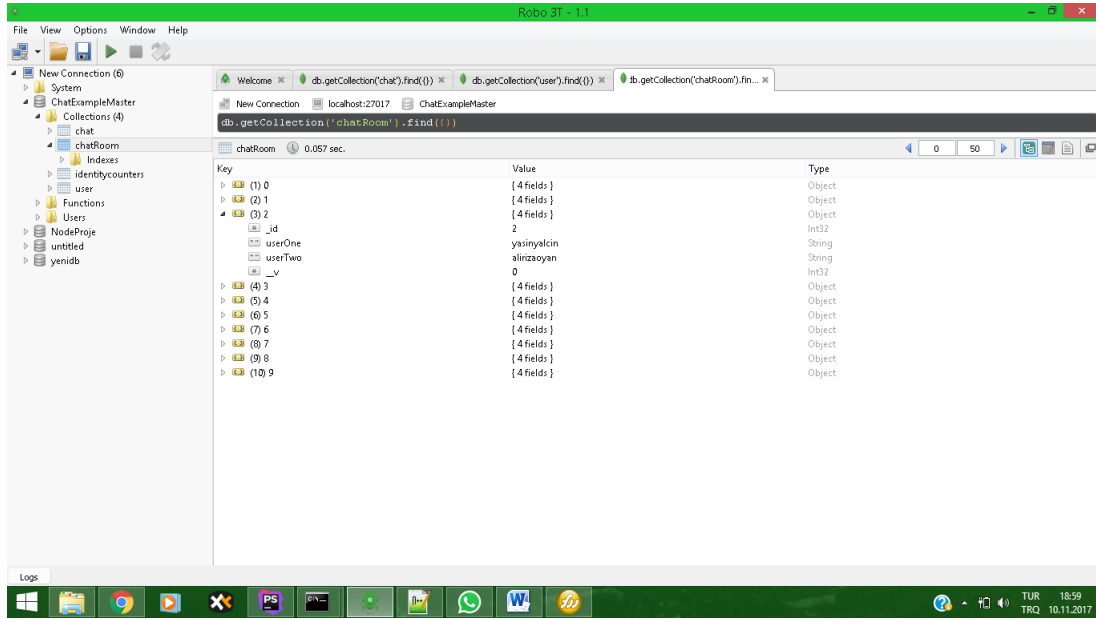 Robo 3T - 1.1
File View Options Window Help
New Connection (6)
System
ChatExampleMaster
Collections (4)
chat
chatRoom
Indexes
identitycounters
user
Functions
Users
NodeProje
untitled
yenidb
Welcome db.getCollection('chat').find({}) db.getCollection('user').find({}) db.getCollection('chatRoom').fin...
New Connection localhost:27017 ChatExampleMaster
db.getCollection('chatRoom').find({})
chatRoom 0.057 sec. 0 50
Key Value Type
(1) 0 { 4 fields } Object
(2) 1 { 4 fields } Object
(3) 2 { 4 fields } Object
_id 2 Int32
userOne yasinyalcin String
userTwo alirizaoyan String
__v 0 Int32
(4) 3 { 4 fields } Object
(5) 4 { 4 fields } Object
(6) 5 { 4 fields } Object
(7) 6 { 4 fields } Object
(8) 7 { 4 fields } Object
(9) 8 { 4 fields } Object
(10) 9 { 4 fields } Object
Logs
PS
TUR 18:59
TRQ 10.11.2017